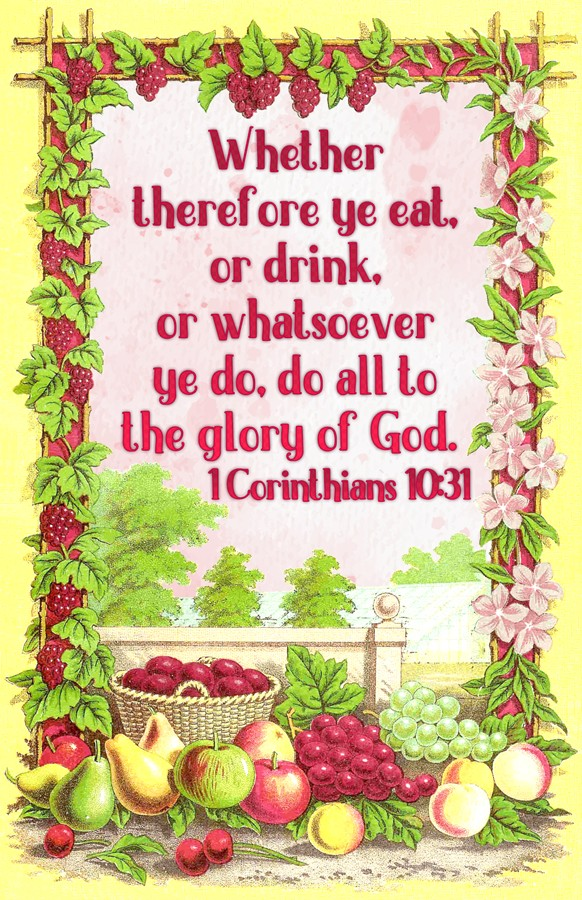 Whether
therefore ye eat,
or drink,
or whatsoever
ye do, do all to
the glory of God.
1 Corinthians 10:31